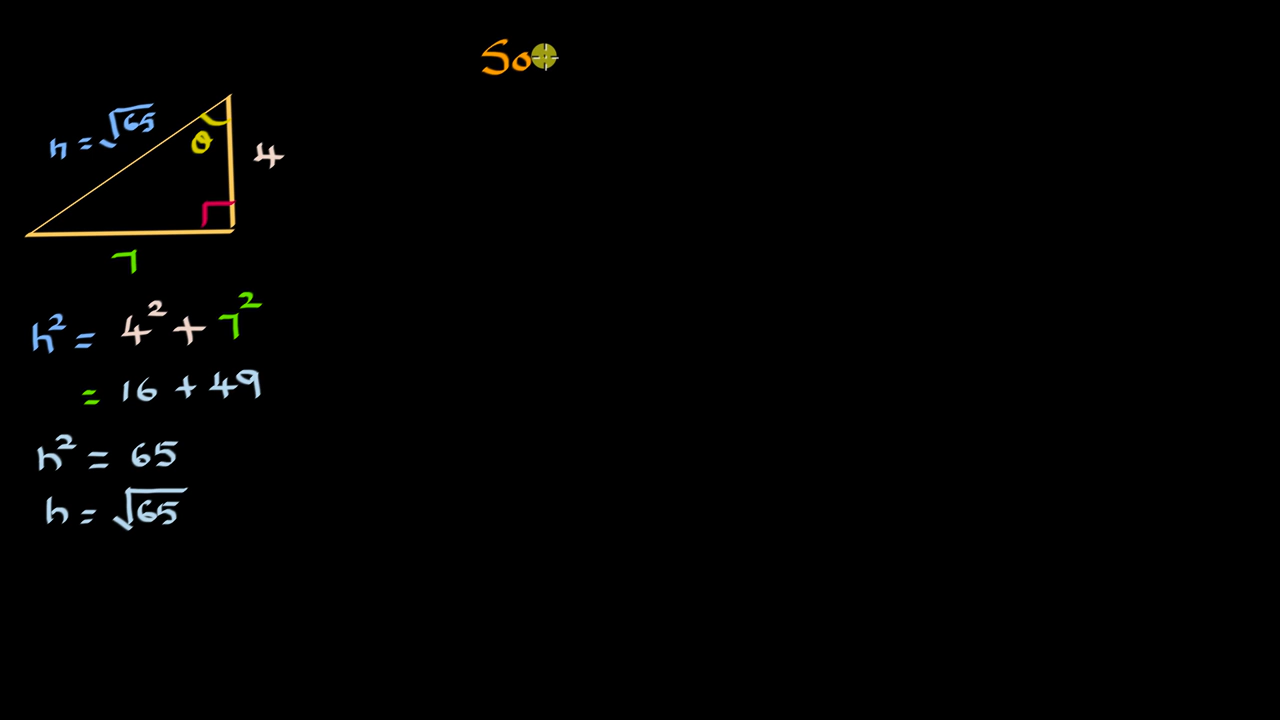 So
h = √65
θ
4
7
h² = 4² + 7²
= 16 + 49
h² = 65
h = √65